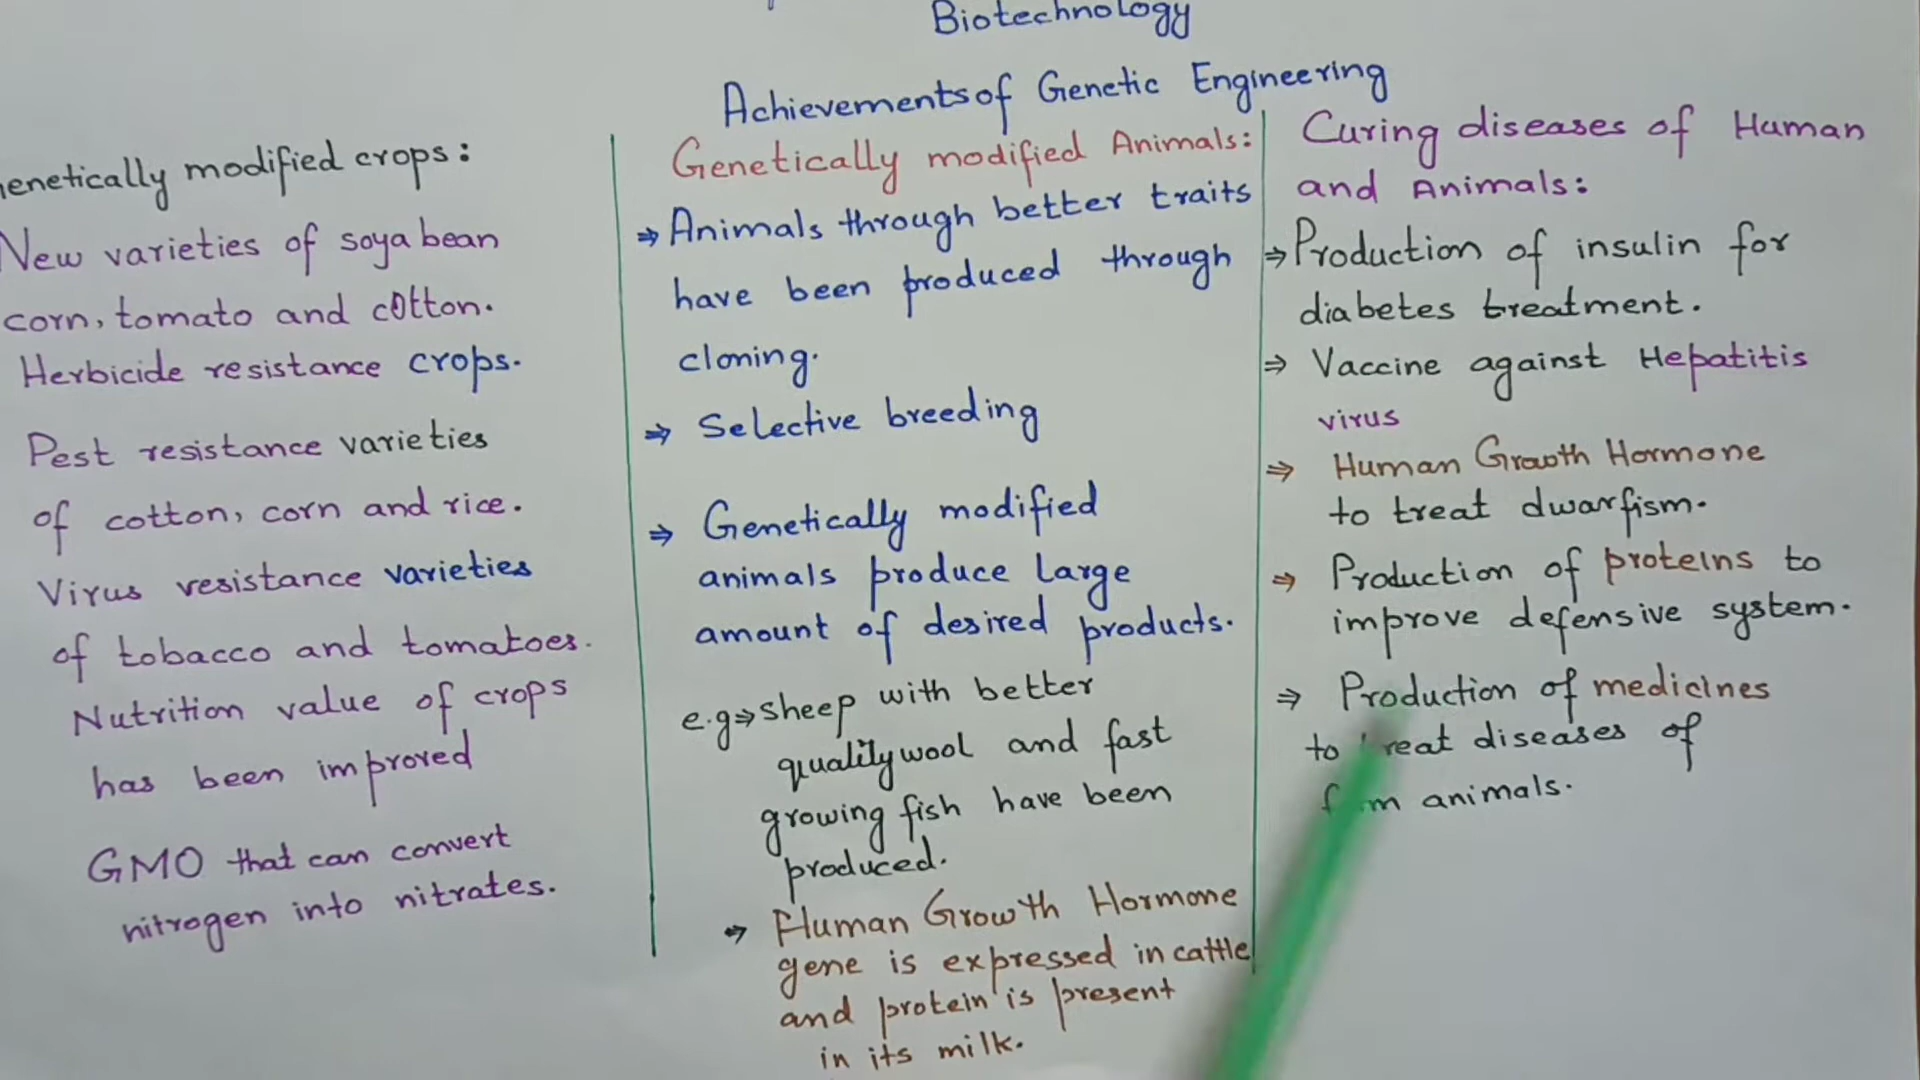 Biotechnology
Achievements of Genetic Engineering
enetically modified crops:
New varieties of soyabean
corn, tomato and cotton.
Herbicide resistance crops.
Pest resistance varieties
of cotton, corn and rice.
Virus resistance varieties
of tobacco and tomatoes.
Nutrition value of crops
has been improved
GMO that can convert
nitrogen into nitrates.
Genetically modified Animals:
⇒ Animals through better traits
have been produced through
cloning.
⇒ Selective breeding
⇒ Genetically modified
animals produce large
amount of desired products.
e.g⇒ sheep with better
quality wool and fast
growing fish have been
produced.
⇒ Human Growth Hormone
gene is expressed in cattle
and protein is present
in its milk.
Curing diseases of Human
and Animals:
⇒ Production of insulin for
diabetes treatment.
⇒ Vaccine against Hepatitis
virus
⇒ Human Growth Hormone
to treat dwarfism.
⇒ Production of proteins to
improve defensive system.
⇒ Production of medicines
to treat diseases of
animals.